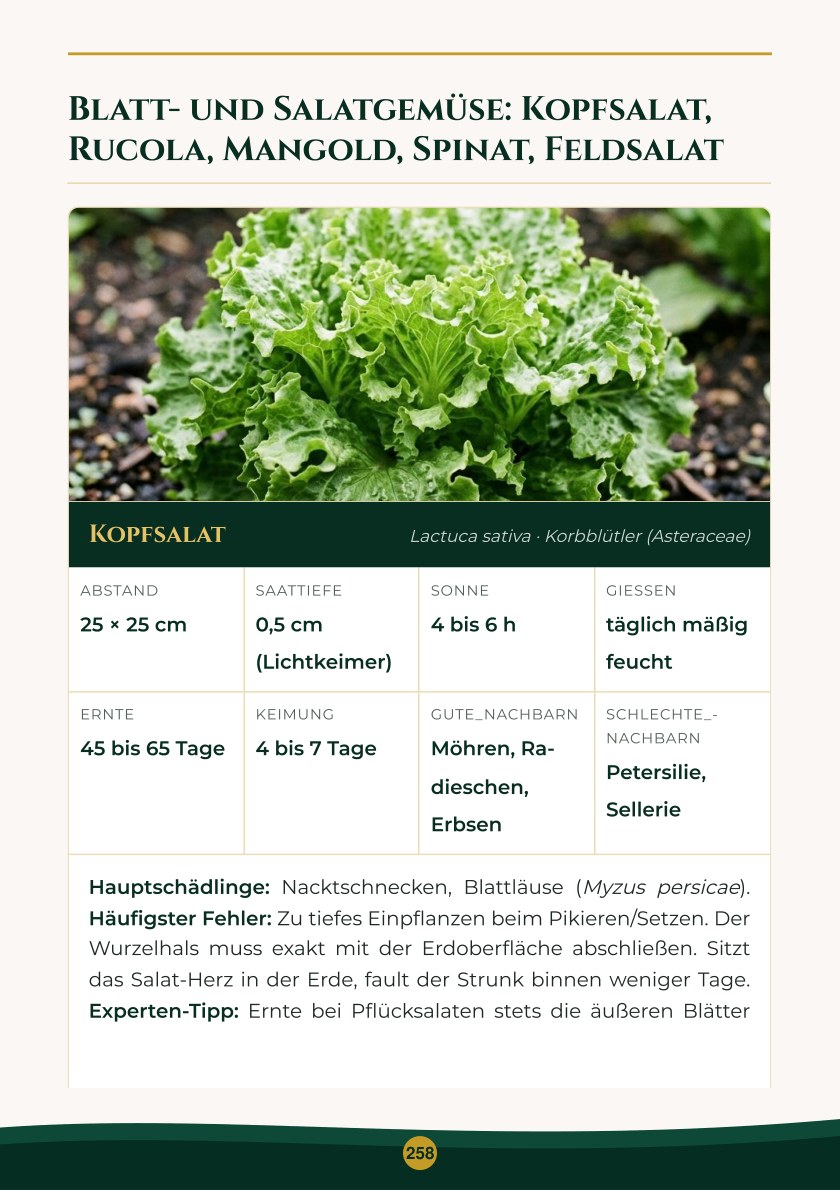 Blatt- und Salatgemüse: Kopfsalat,
Rucola, Mangold, Spinat, Feldsalat
Kopfsalat
Lactuca sativa · Korbblütler (Asteraceae)
ABSTAND
25 × 25 cm
SAATTIEFE
0,5 cm
(Lichtkeimer)
SONNE
4 bis 6 h
GIESSEN
täglich mäßig
feucht
ERNTE
45 bis 65 Tage
KEIMUNG
4 bis 7 Tage
GUTE_NACHBARN
Möhren, Ra-
dieschen,
Erbsen
SCHLECHTE_-
NACHBARN
Petersilie,
Sellerie
Hauptschädlinge: Nacktschnecken, Blattläuse (Myzus persicae).
Häufigster Fehler: Zu tiefes Einpflanzen beim Pikieren/Setzen. Der
Wurzelhals muss exakt mit der Erdoberfläche abschließen. Sitzt
das Salat-Herz in der Erde, fault der Strunk binnen weniger Tage.
Experten-Tipp: Ernte bei Pflücksalaten stets die äußeren Blätter
258